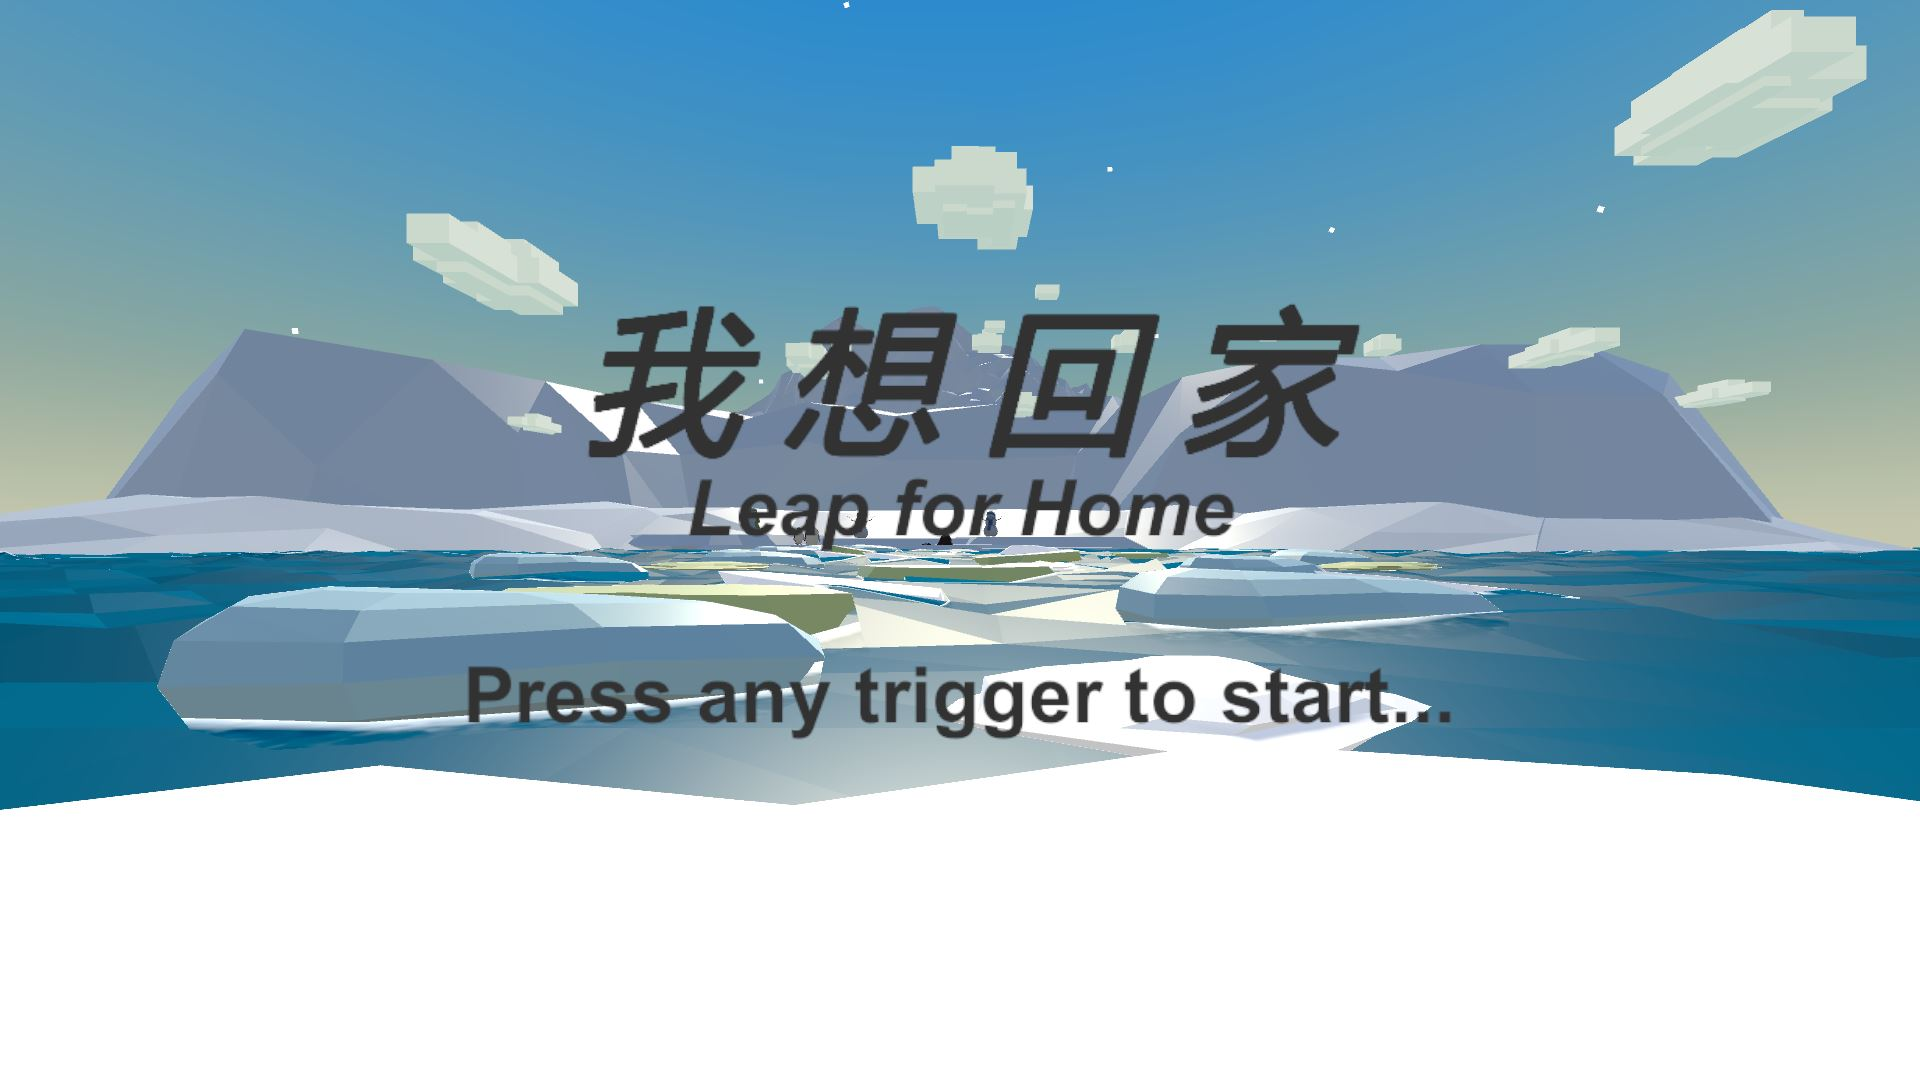 我想回家
Leap for Home
Press any trigger to start...